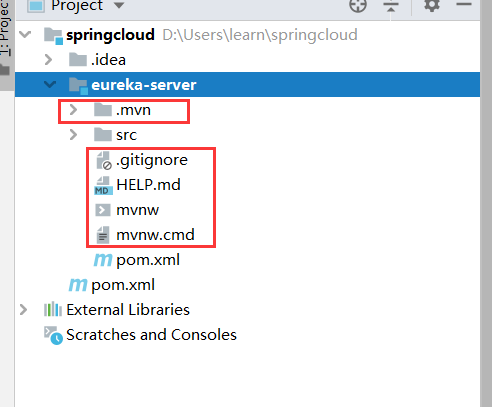 Project
1: Project
springcloud D:\Users\learn\springcloud
.idea
eureka-server
.mvn
src
.gitignore
MD HELP.md
mvnw
mvnw.cmd
m pom.xml
m pom.xml
External Libraries
Scratches and Consoles